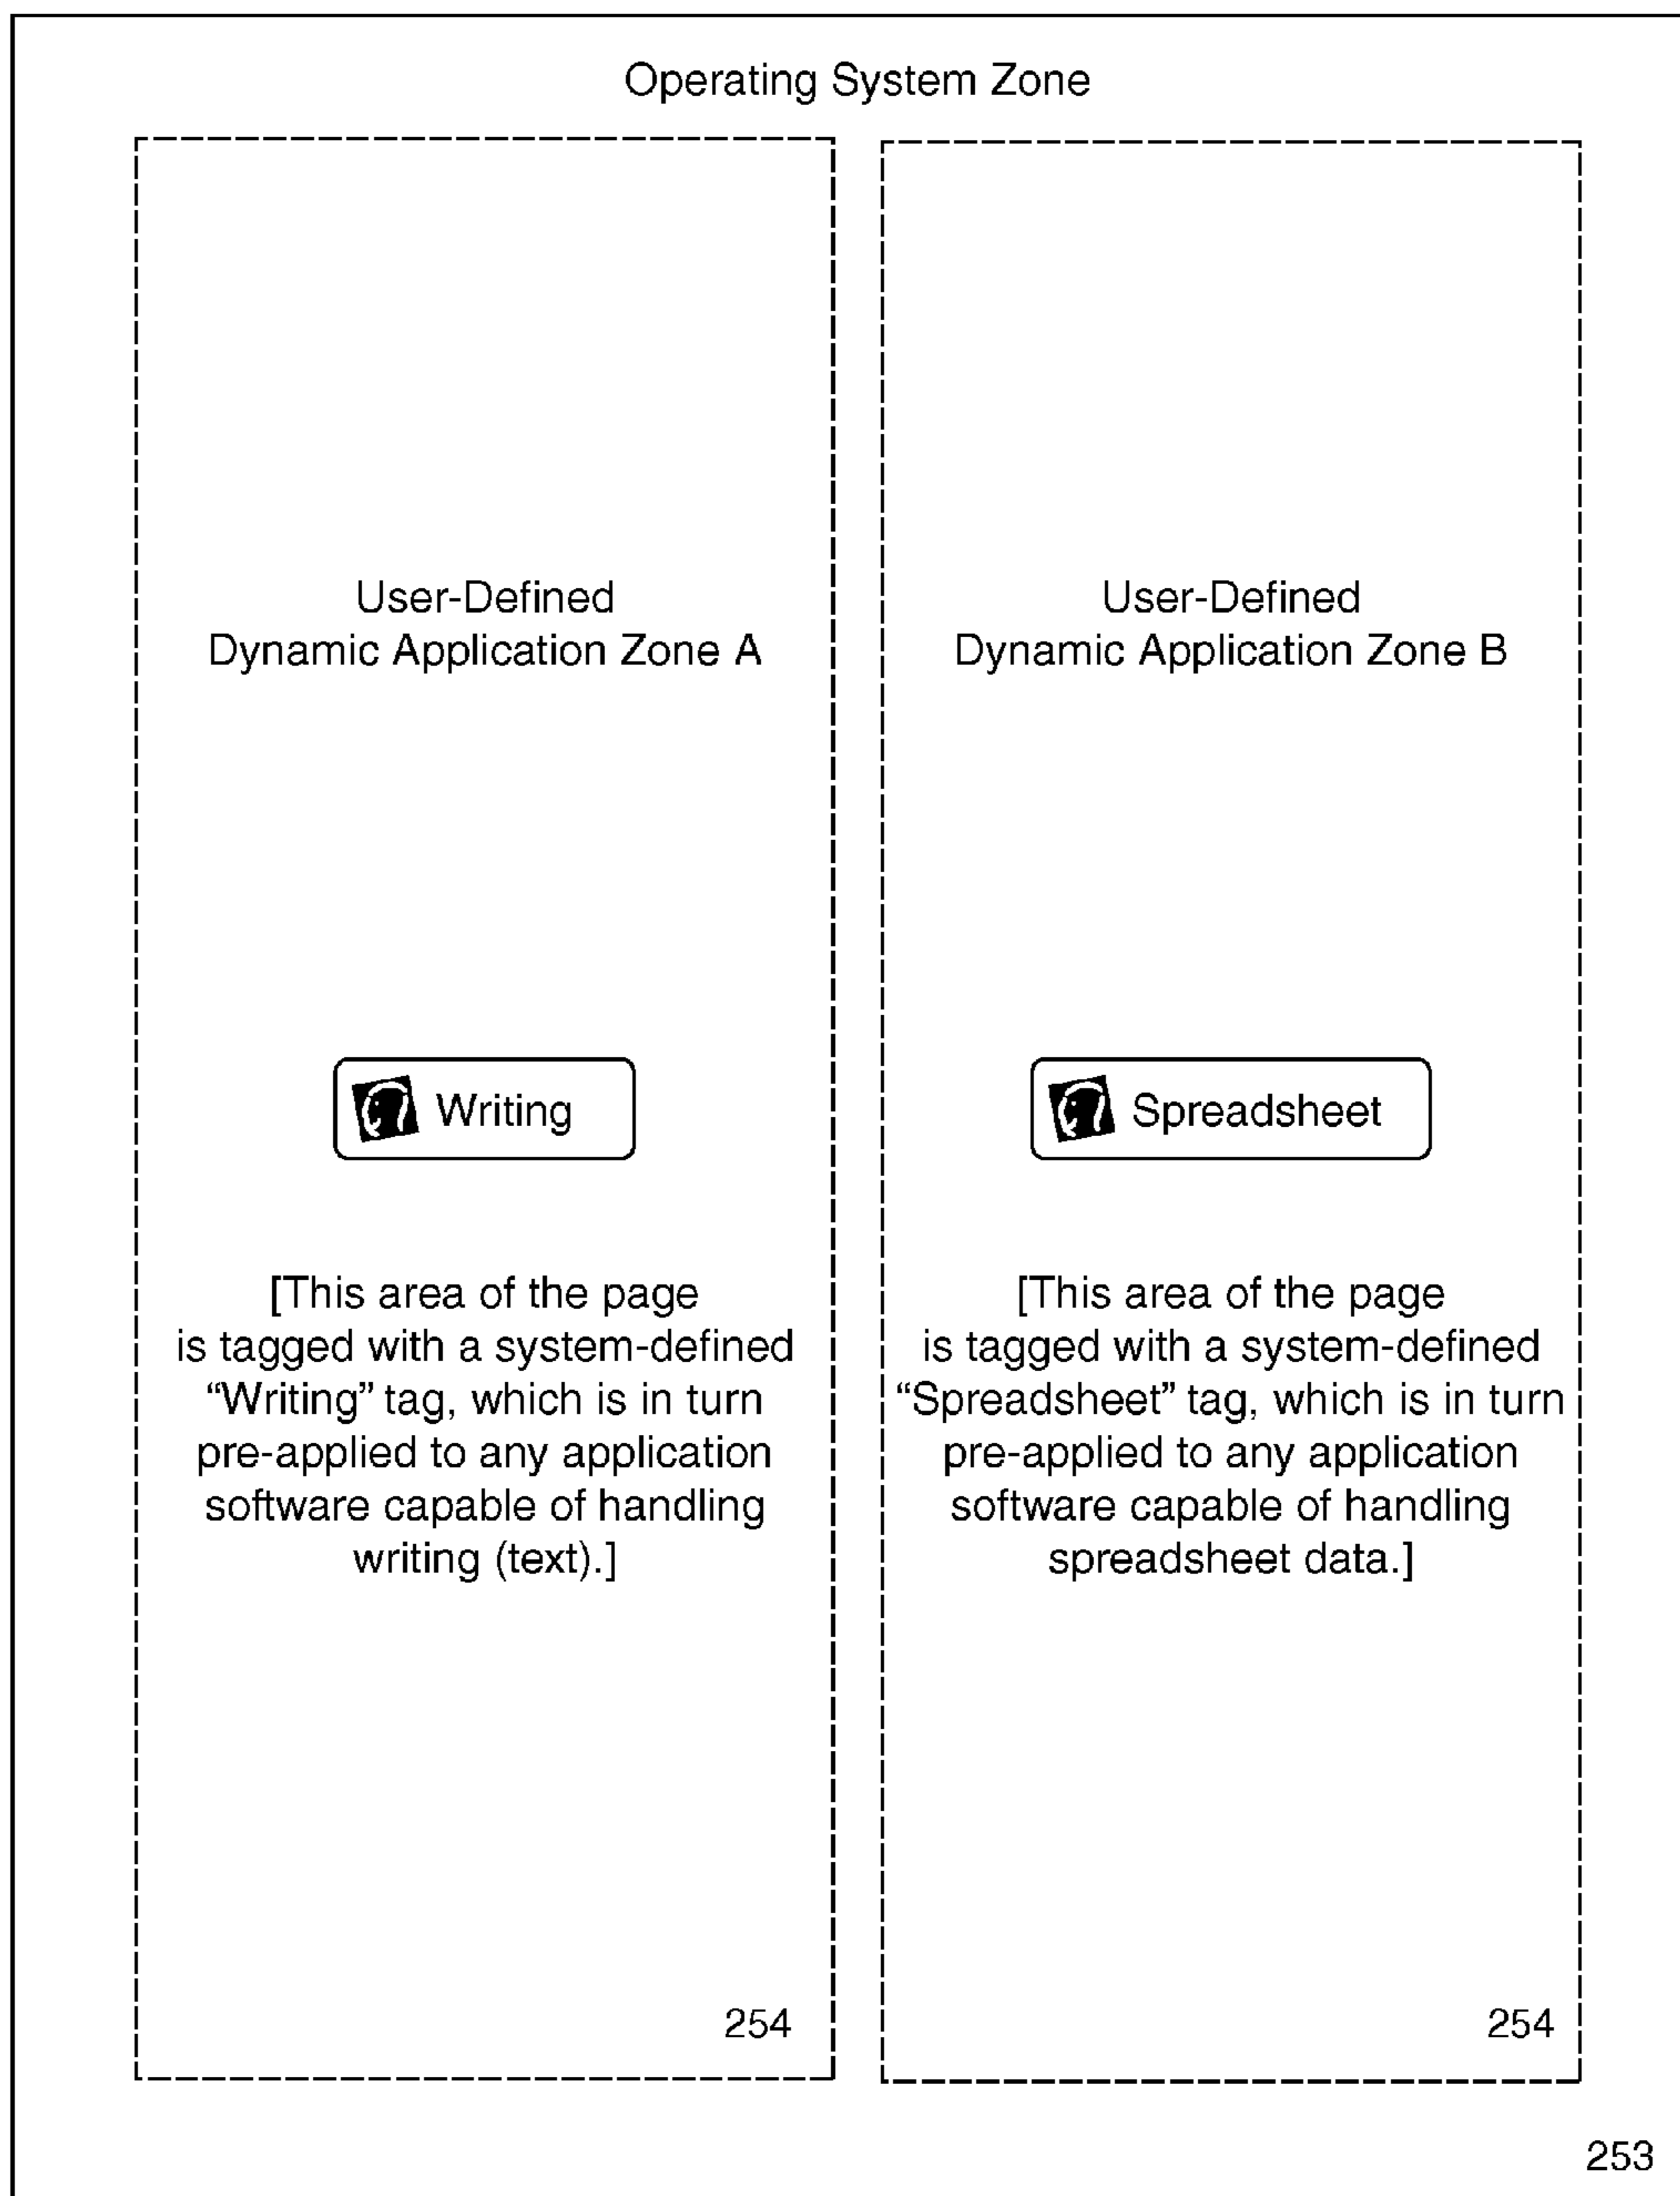 Operating System Zone
User-Defined
Dynamic Application Zone A
Writing
[This area of the page
is tagged with a system-defined
“Writing” tag, which is in turn
pre-applied to any application
software capable of handling
writing (text).]
254
User-Defined
Dynamic Application Zone B
Spreadsheet
[This area of the page
is tagged with a system-defined
“Spreadsheet” tag, which is in turn
pre-applied to any application
software capable of handling
spreadsheet data.]
254
253